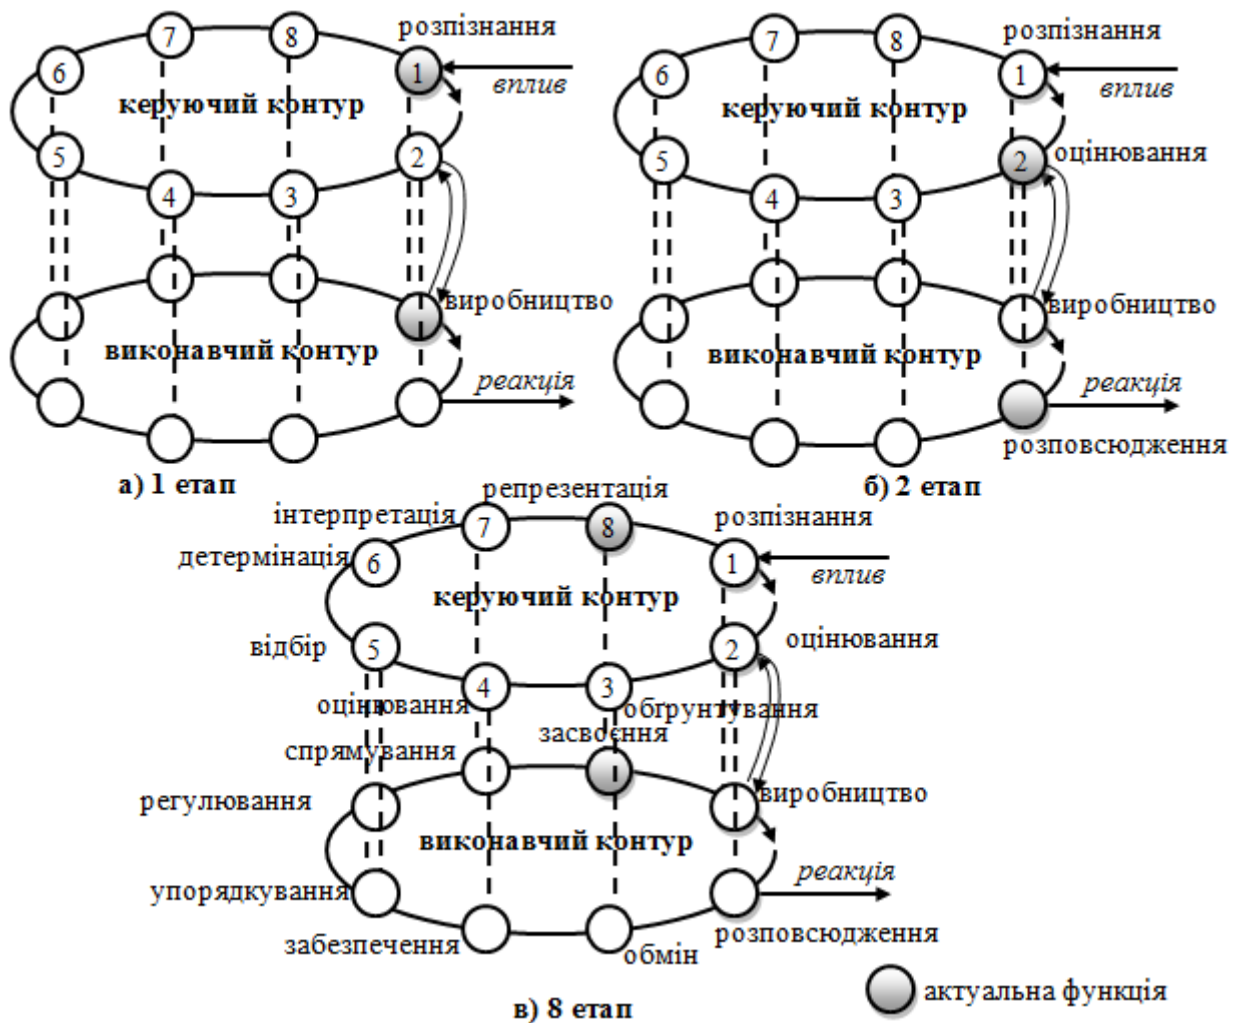 7
8
розпізнання
6
1
вплив
керуючий контур
5
2
4
3
виробництво
виконавчий контур
реакція
а) 1 етап
7
8
розпізнання
6
1
вплив
керуючий контур
5
2
оцінювання
4
3
виробництво
виконавчий контур
реакція
розповсюдження
б) 2 етап
репрезентація
інтерпретація
7
8
розпізнання
детермінація
6
1
вплив
керуючий контур
відбір
5
2
оцінювання
4
3
оцінювання
обґрунтування
засвоєння
спрямування
регулювання
виробництво
виконавчий контур
реакція
упорядкування
забезпечення
обмін
розповсюдження
в) 8 етап
актуальна функція